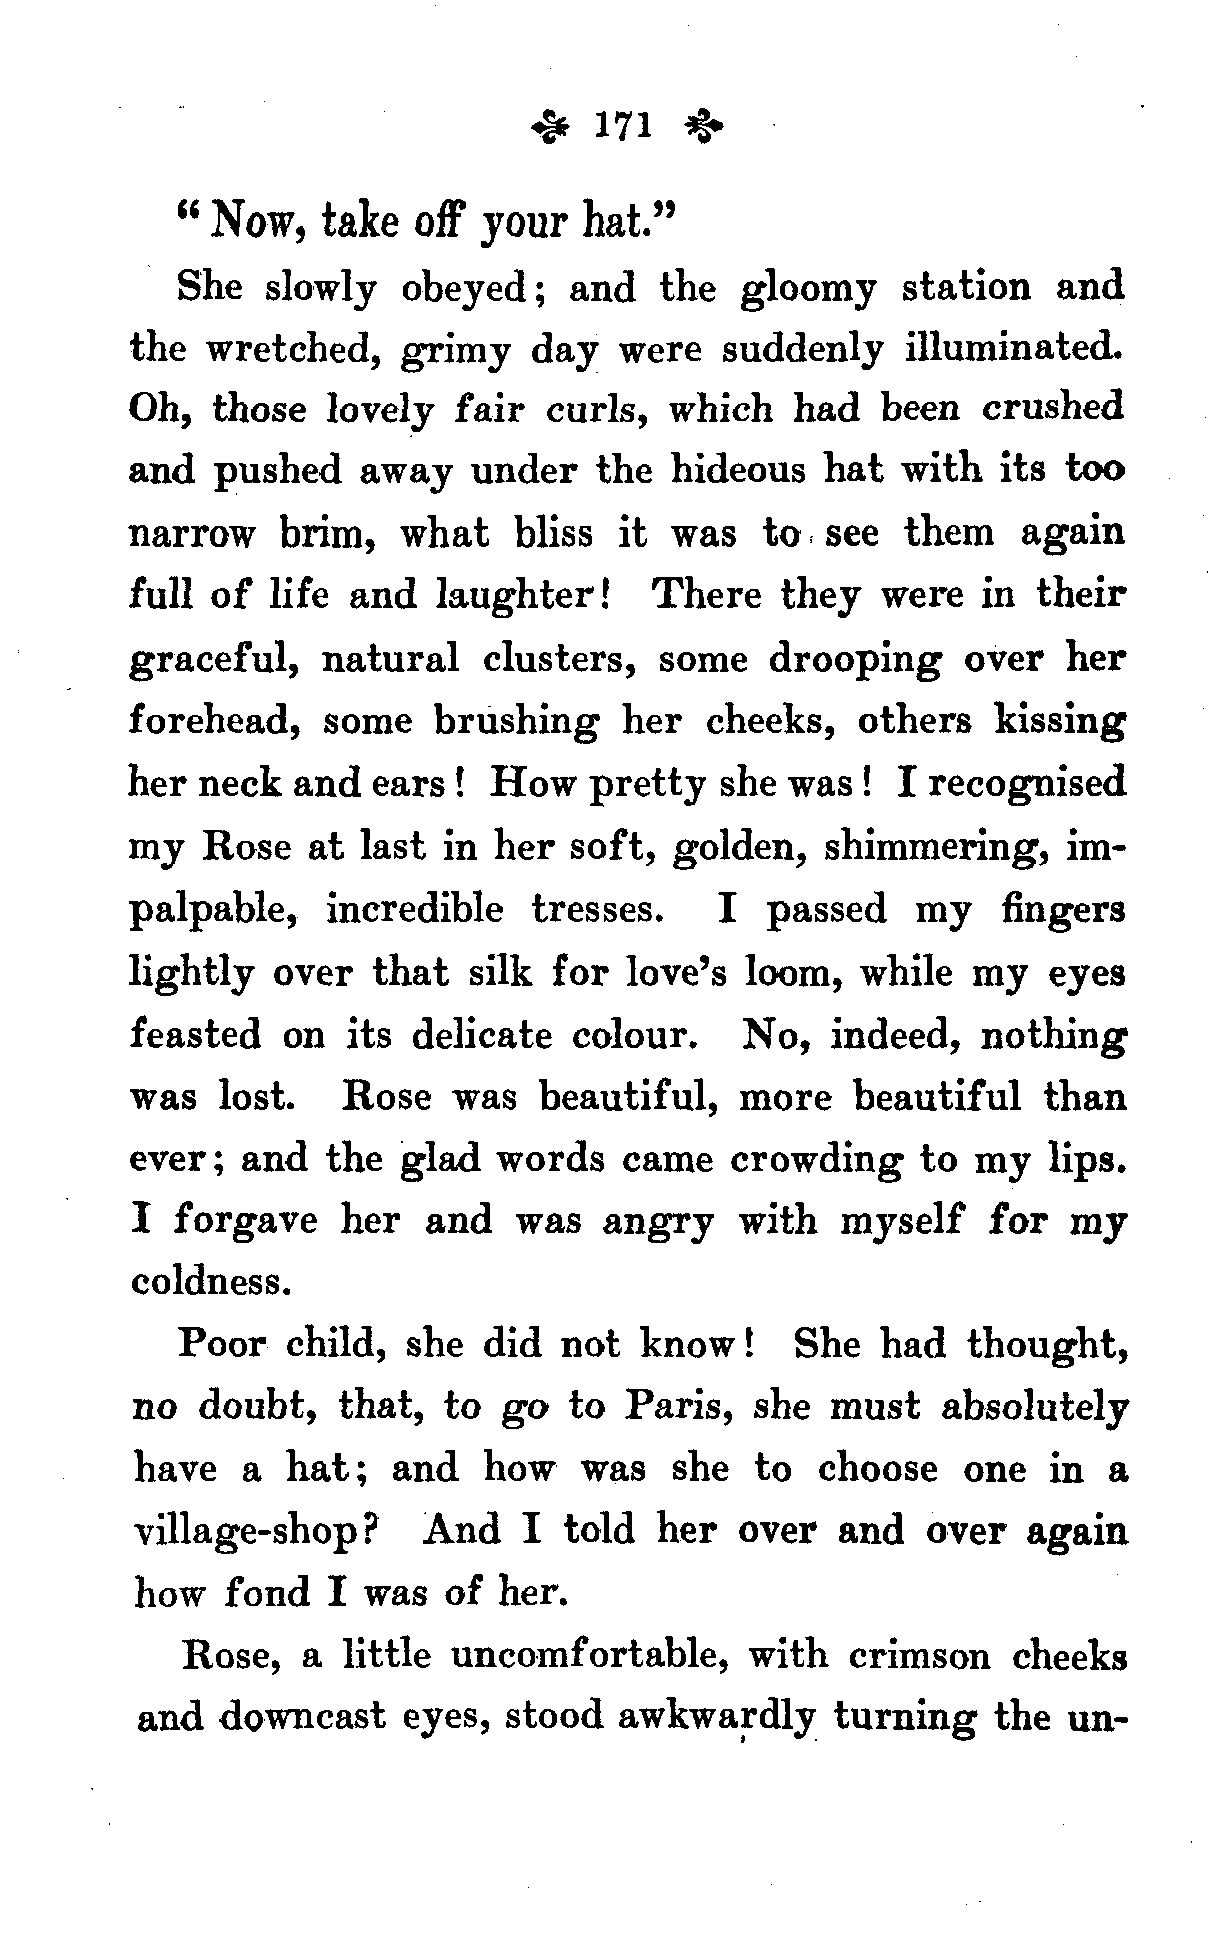 171
“Now, take off your hat.”
She slowly obeyed; and the gloomy station and
the wretched, grimy day were suddenly illuminated.
Oh, those lovely fair curls, which had been crushed
and pushed away under the hideous hat with its too
narrow brim, what bliss it was to see them again
full of life and laughter! There they were in their
graceful, natural clusters, some drooping over her
forehead, some brushing her cheeks, others kissing
her neck and ears! How pretty she was! I recognised
my Rose at last in her soft, golden, shimmering, im-
palpable, incredible tresses. I passed my fingers
lightly over that silk for love’s loom, while my eyes
feasted on its delicate colour. No, indeed, nothing
was lost. Rose was beautiful, more beautiful than
ever; and the glad words came crowding to my lips.
I forgave her and was angry with myself for my
coldness.
Poor child, she did not know! She had thought,
no doubt, that, to go to Paris, she must absolutely
have a hat; and how was she to choose one in a
village-shop? And I told her over and over again
how fond I was of her.
Rose, a little uncomfortable, with crimson cheeks
and downcast eyes, stood awkwardly turning the un-